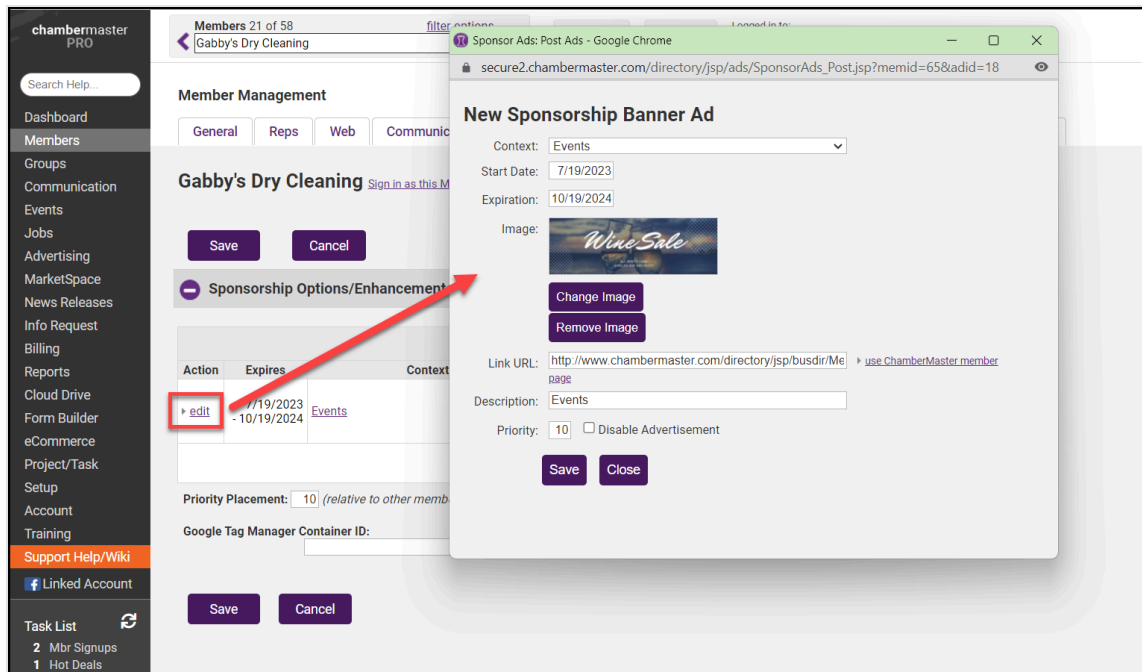 chambermaster
PRO
Search Help...
Dashboard
Members
Groups
Communication
Events
Jobs
Advertising
MarketSpace
News Releases
Info Request
Billing
Reports
Cloud Drive
Form Builder
eCommerce
Project/Task
Setup
Account
Training
Support Help/Wiki
Linked Account
Task List
2 Mbr Signups
1 Hot Deals
Members 21 of 58
filter options
Logged in to:
Gabby's Dry Cleaning
Member Management
General Reps Web Communic
Gabby's Dry Cleaning Sign in as this M
Save Cancel
Sponsorship Options/Enhancement
Action Expires Context
edit 7/19/2023
- 10/19/2024 Events
Priority Placement: 10 (relative to other memb
Google Tag Manager Container ID:
Save Cancel
Sponsor Ads: Post Ads - Google Chrome
secure2.chambermaster.com/directory/jsp/ads/SponsorAds_Post.jsp?memid=65&adid=18
New Sponsorship Banner Ad
Context: Events
Start Date: 7/19/2023
Expiration: 10/19/2024
Image:
Wine Sale
Change Image
Remove Image
Link URL: http://www.chambermaster.com/directory/jsp/busdir/Me use ChamberMaster member
page
Description: Events
Priority: 10 Disable Advertisement
Save Close